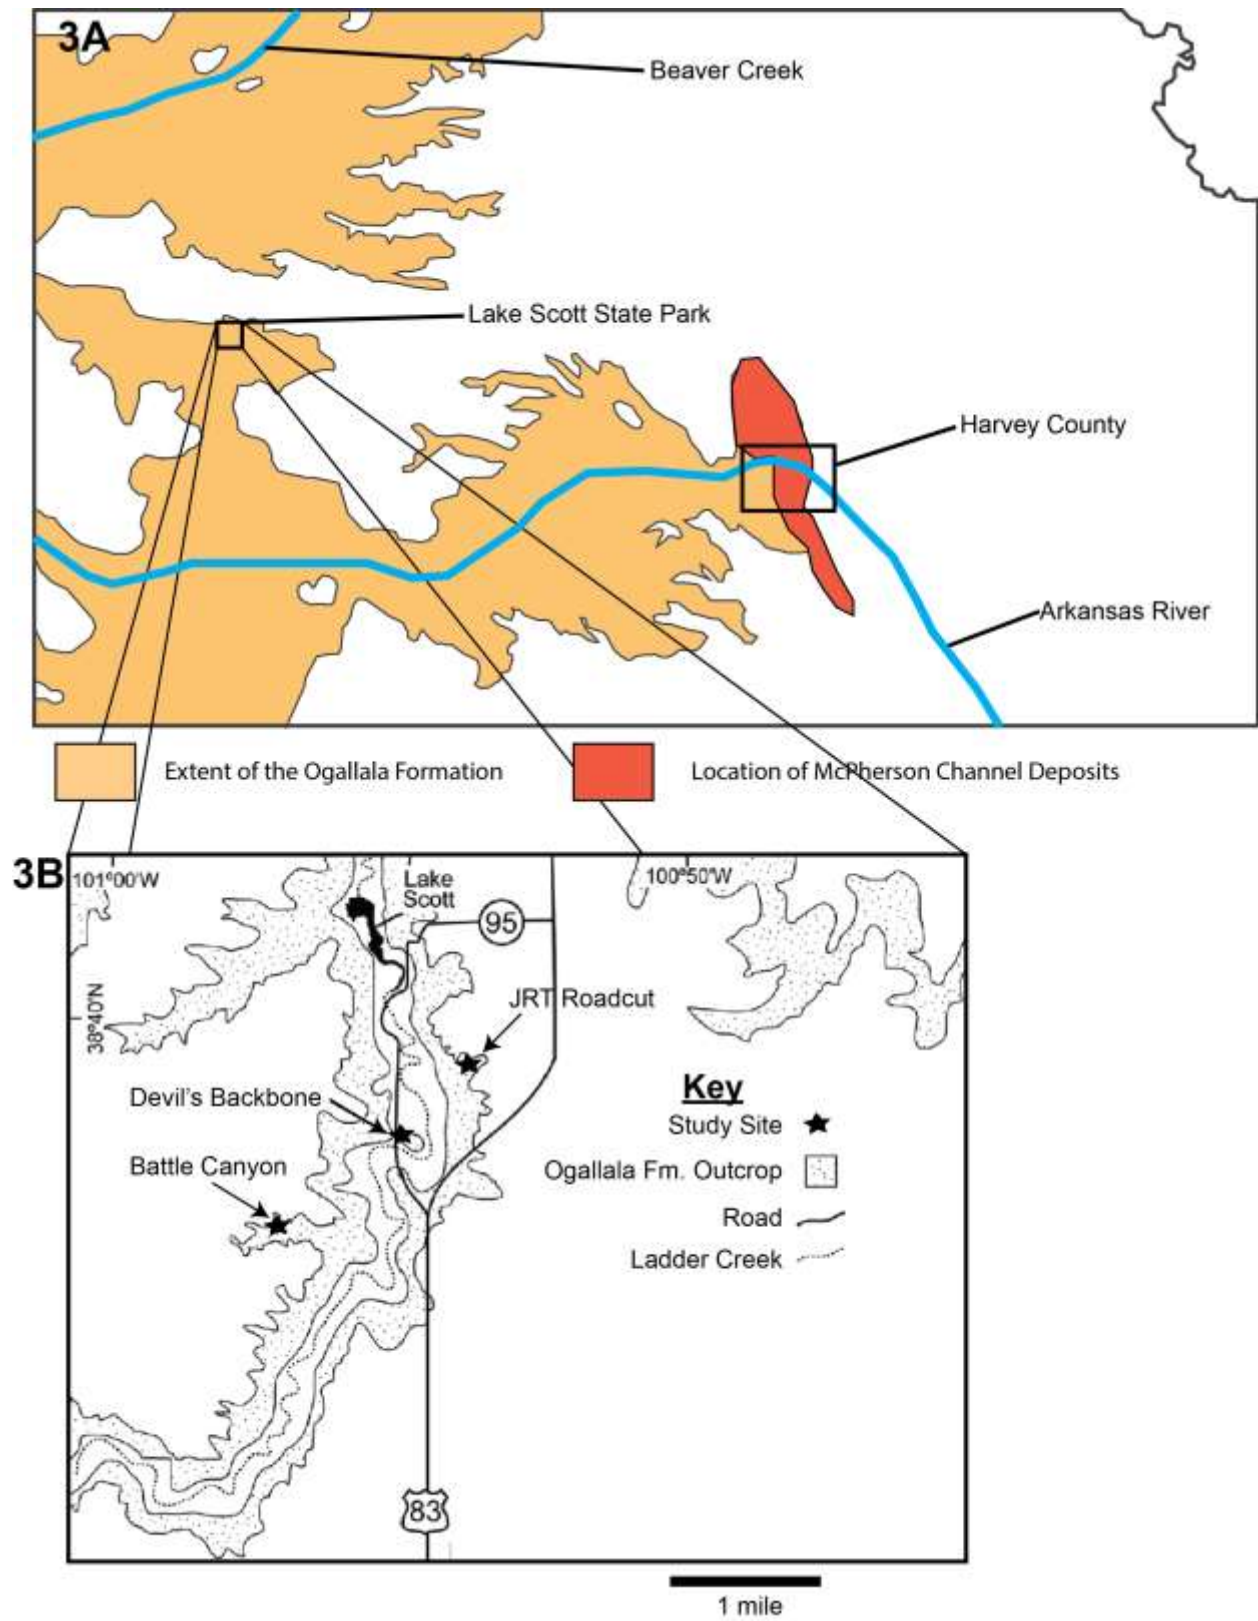 3A
Beaver Creek
Lake Scott State Park
Harvey County
Arkansas River
Extent of the Ogallala Formation
Location of McPherson Channel Deposits
3B
101°00'W
Lake
Scott
100°50'W
95
38°40'N
JRT Roadcut
Devil's Backbone
Battle Canyon
Key
Study Site
Ogallala Fm. Outcrop
Road
Ladder Creek
83
1 mile